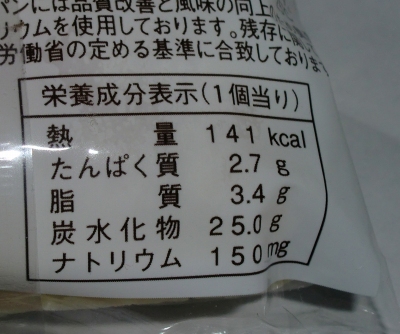 パンには品質改善と風味の向上
リウムを使用しております。残存に
労働省の定める基準に合致しておりま
栄養成分表示(1個当り)
熱量 141 kcal
たんぱく質 2.7 g
脂質 3.4 g
炭水化物 25.0 g
ナトリウム 150 mg